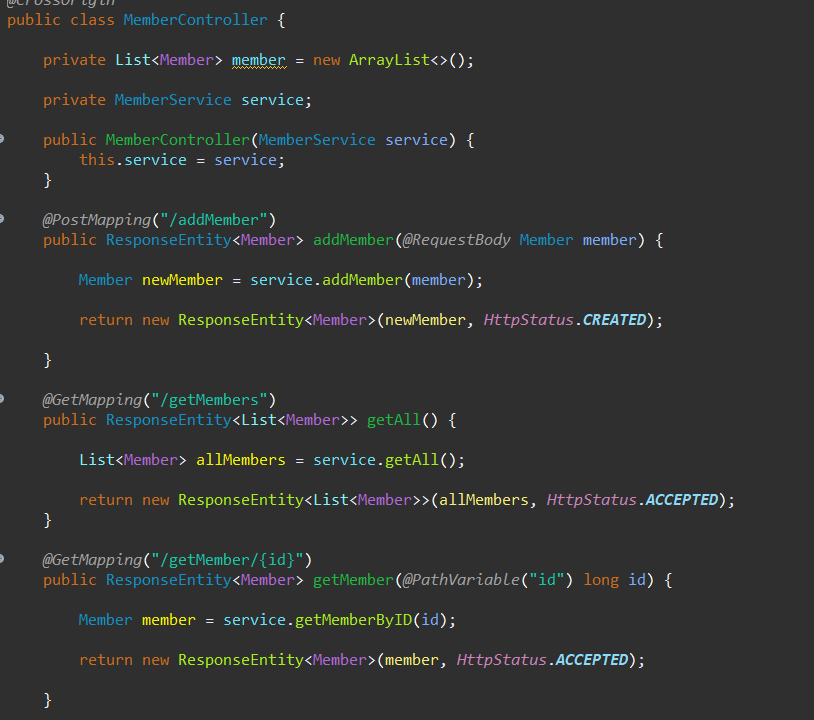 @CrossOrigin
public class MemberController {
private List<Member> member = new ArrayList<>();
private MemberService service;
public MemberController(MemberService service) {
this.service = service;
}
@PostMapping("/addMember")
public ResponseEntity<Member> addMember(@RequestBody Member member) {
Member newMember = service.addMember(member);
return new ResponseEntity<Member>(newMember, HttpStatus.CREATED);
}
@GetMapping("/getMembers")
public ResponseEntity<List<Member>> getAll() {
List<Member> allMembers = service.getAll();
return new ResponseEntity<List<Member>>(allMembers, HttpStatus.ACCEPTED);
}
@GetMapping("/getMember/{id}")
public ResponseEntity<Member> getMember(@PathVariable("id") long id) {
Member member = service.getMemberByID(id);
return new ResponseEntity<Member>(member, HttpStatus.ACCEPTED);
}